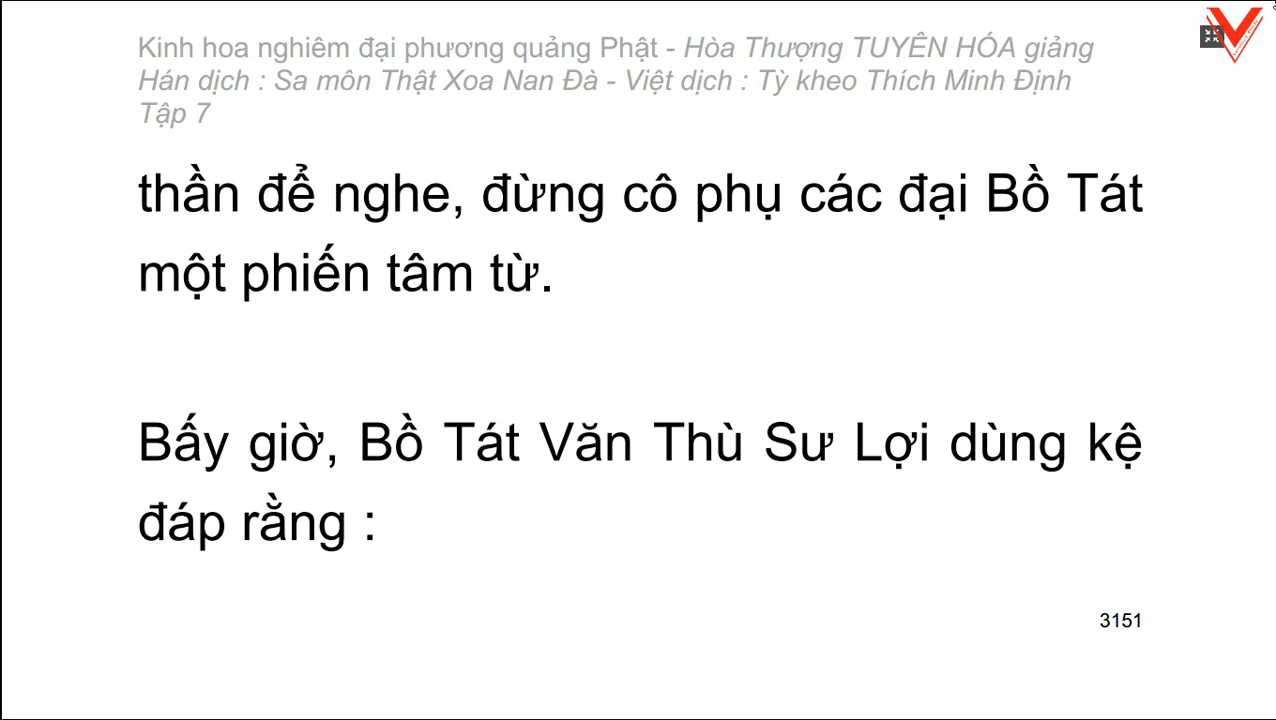 Kinh hoa nghiêm đại phương quảng Phật - Hòa Thượng TUYÊN HÓA giảng
Hán dịch : Sa môn Thật Xoa Nan Đà - Việt dịch : Tỳ kheo Thích Minh Định
Tập 7
thần để nghe, đừng cô phụ các đại Bồ Tát
một phiến tâm từ.
Bấy giờ, Bồ Tát Văn Thù Sư Lợi dùng kệ
đáp rằng :
3151